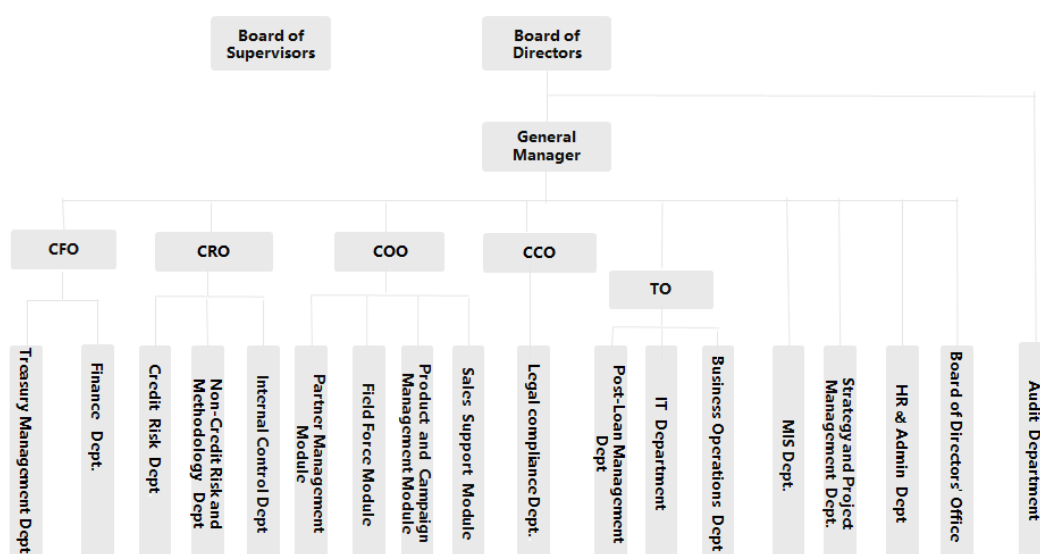 Board of
Supervisors
Board of
Directors
General
Manager
CFO
CRO
COO
CCO
TO
Treasury Management Dept
Finance Dept.
Credit Risk Dept
Non-Credit Risk and
Methodology Dept
Internal Control Dept
Partner Management
Module
Field Force Module
Product and Campaign
Management Module
Sales Support Module
Legal compliance Dept.
Post-Loan Management
Dept
IT Department
Business Operations Dept
MIS Dept.
Strategy and Project
Management Dept.
HR & Admin Dept
Board of Directors' Office
Audit Department